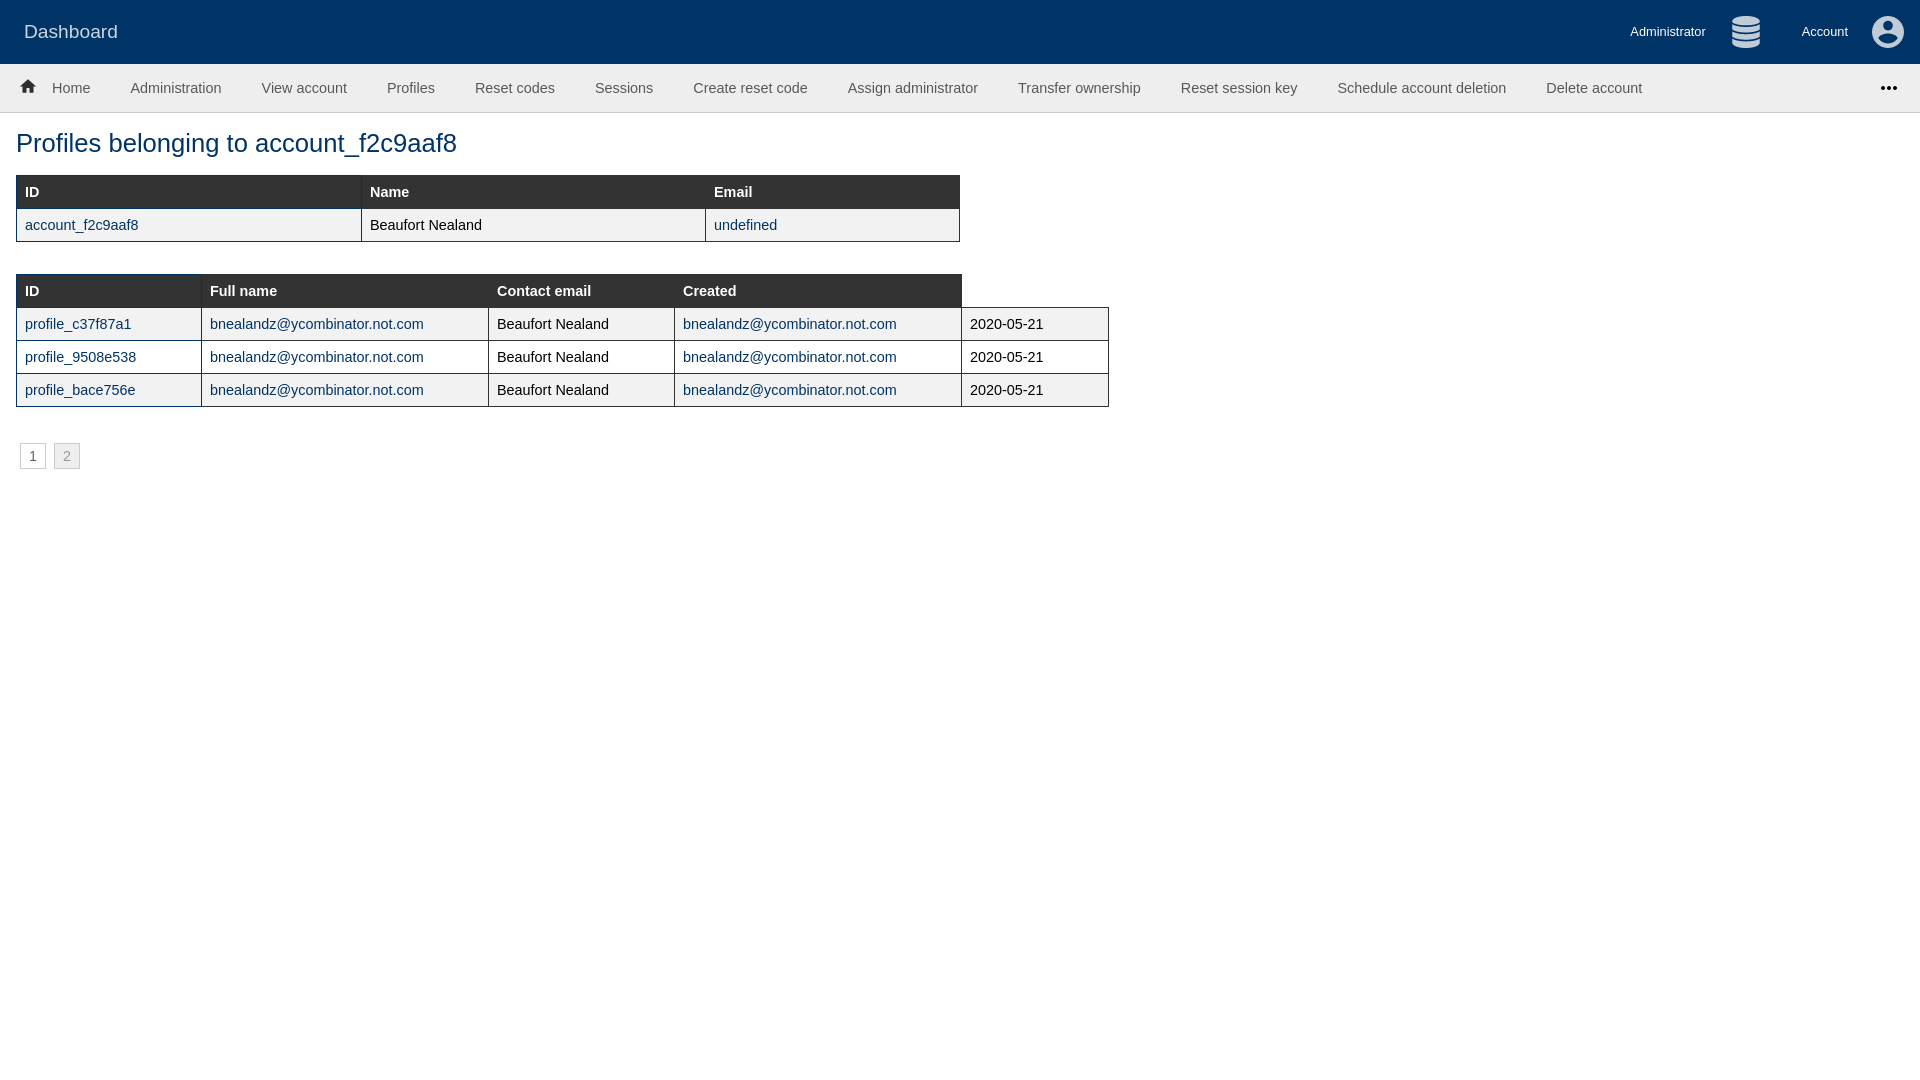 Dashboard Administrator Account
Home Administration View account Profiles Reset codes Sessions Create reset code Assign administrator Transfer ownership Reset session key Schedule account deletion Delete account
Profiles belonging to account_f2c9aaf8
ID Name Email
account_f2c9aaf8 Beaufort Nealand undefined
ID Full name Contact email Created
profile_c37f87a1 bnealandz@ycombinator.not.com Beaufort Nealand bnealandz@ycombinator.not.com 2020-05-21
profile_9508e538 bnealandz@ycombinator.not.com Beaufort Nealand bnealandz@ycombinator.not.com 2020-05-21
profile_bace756e bnealandz@ycombinator.not.com Beaufort Nealand bnealandz@ycombinator.not.com 2020-05-21
1 2